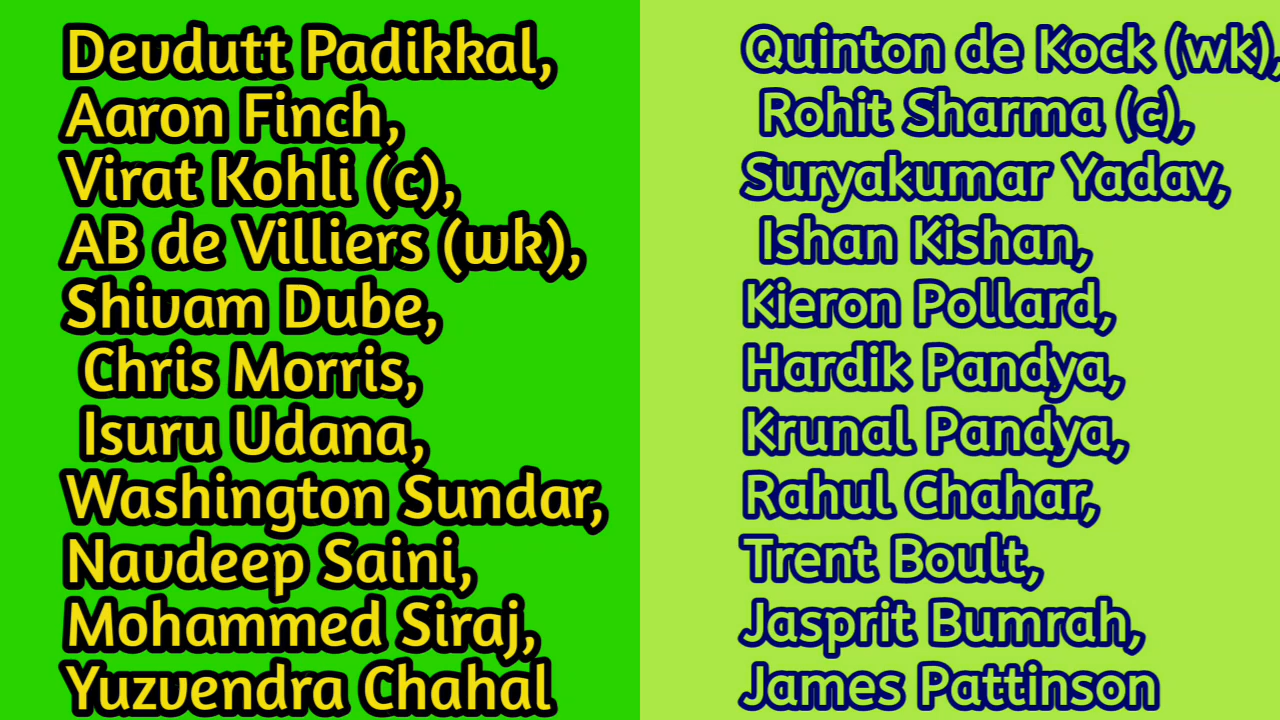 Devdutt Padikkal,
Aaron Finch,
Virat Kohli (c),
AB de Villiers (wk),
Shivam Dube,
Chris Morris,
Isuru Udana,
Washington Sundar,
Navdeep Saini,
Mohammed Siraj,
Yuzvendra Chahal
Quinton de Kock (wk),
Rohit Sharma (c),
Suryakumar Yadav,
Ishan Kishan,
Kieron Pollard,
Hardik Pandya,
Krunal Pandya,
Rahul Chahar,
Trent Boult,
Jasprit Bumrah,
James Pattinson